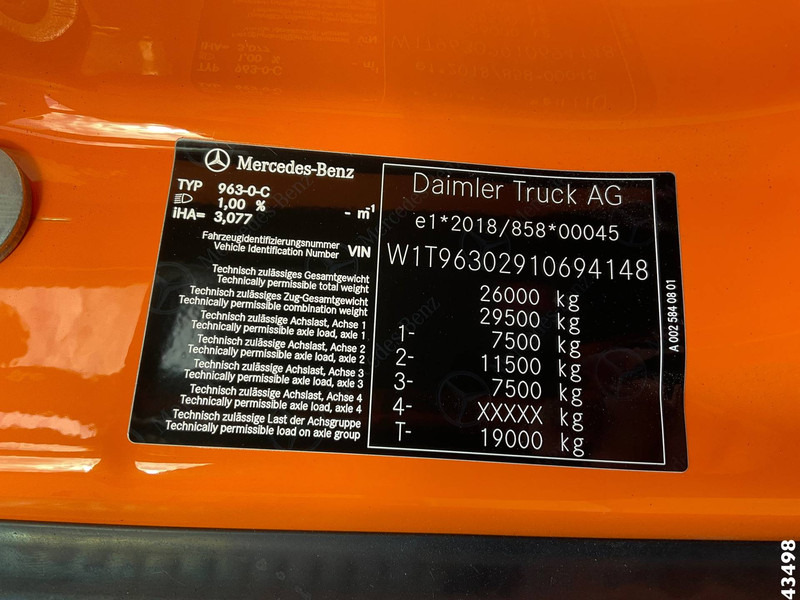 Mercedes-Benz
TYP 963-0-C
1,00 %
iHA= 3,077 - m-1
Fahrzeugidentifizierungsnummer
Vehicle Identification Number VIN
Technisch zulässiges Gesamtgewicht
Technically permissible total weight
Technisch zulässiges Zug-Gesamtgewicht
Technically permissible combination weight
Technisch zulässige Achslast, Achse 1
Technically permissible axle load, axle 1
Technisch zulässige Achslast, Achse 2
Technically permissible axle load, axle 2
Technisch zulässige Achslast, Achse 3
Technically permissible axle load, axle 3
Technisch zulässige Achslast, Achse 4
Technically permissible axle load, axle 4
Technisch zulässige Last der Achsgruppe
Technically permissible load on axle group
Daimler Truck AG
e1*2018/858*00045
W1T96302910694148
26000 kg
29500 kg
1- 7500 kg
2- 11500 kg
3- 7500 kg
4- XXXXX kg
T- 19000 kg
A 002 584 08 01
43498